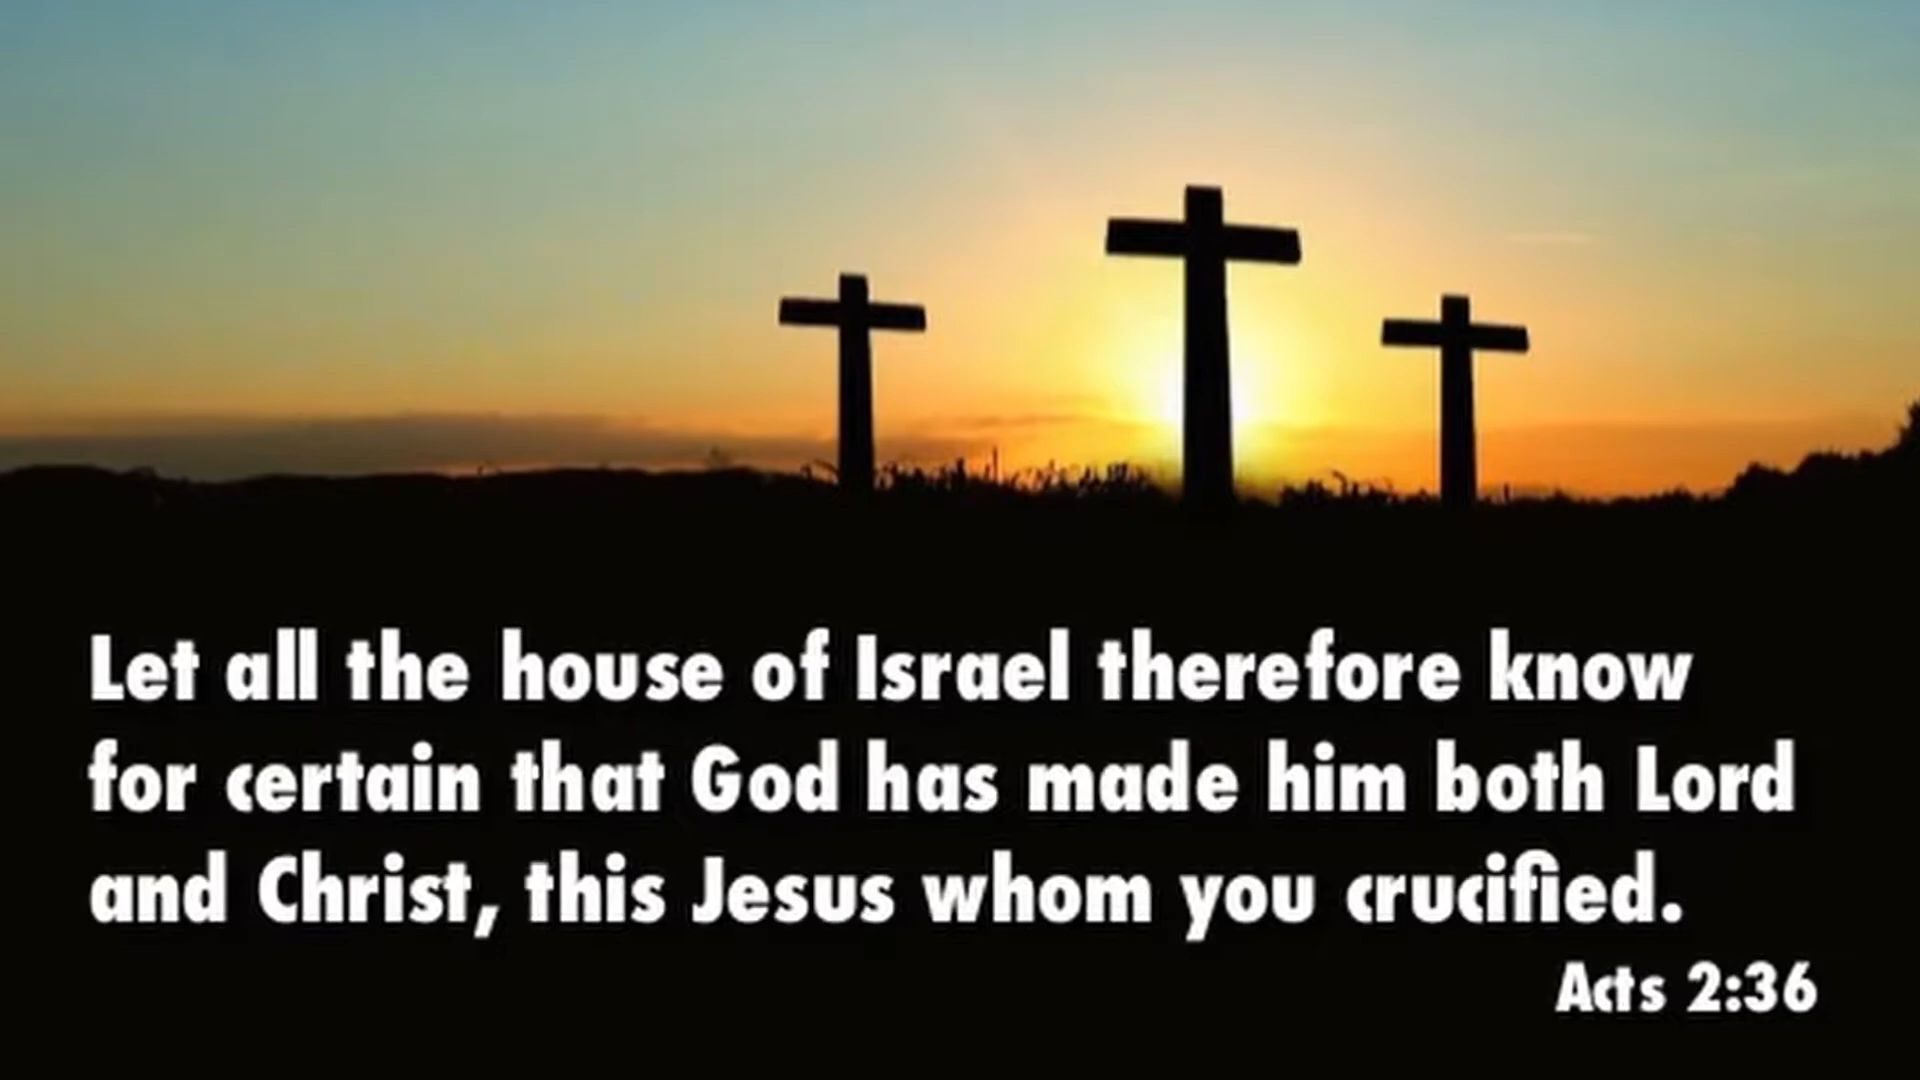 Let all the house of Israel therefore know
for certain that God has made him both Lord
and Christ, this Jesus whom you crucified.
Acts 2:36